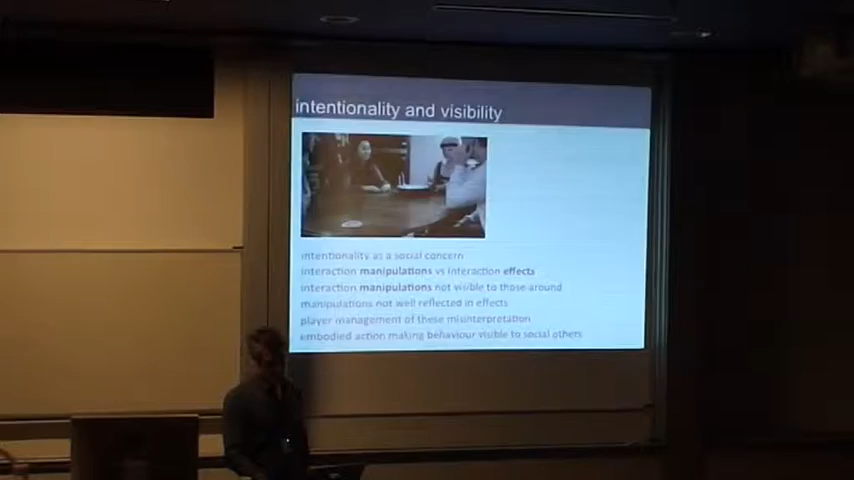 intentionality and visibility
intentionality as a social concern
interaction manipulations vs interaction effects
interaction manipulations not visible to those around
manipulations not well reflected in effects
player management of these misinterpretation
embodied action making behaviour visible to social others